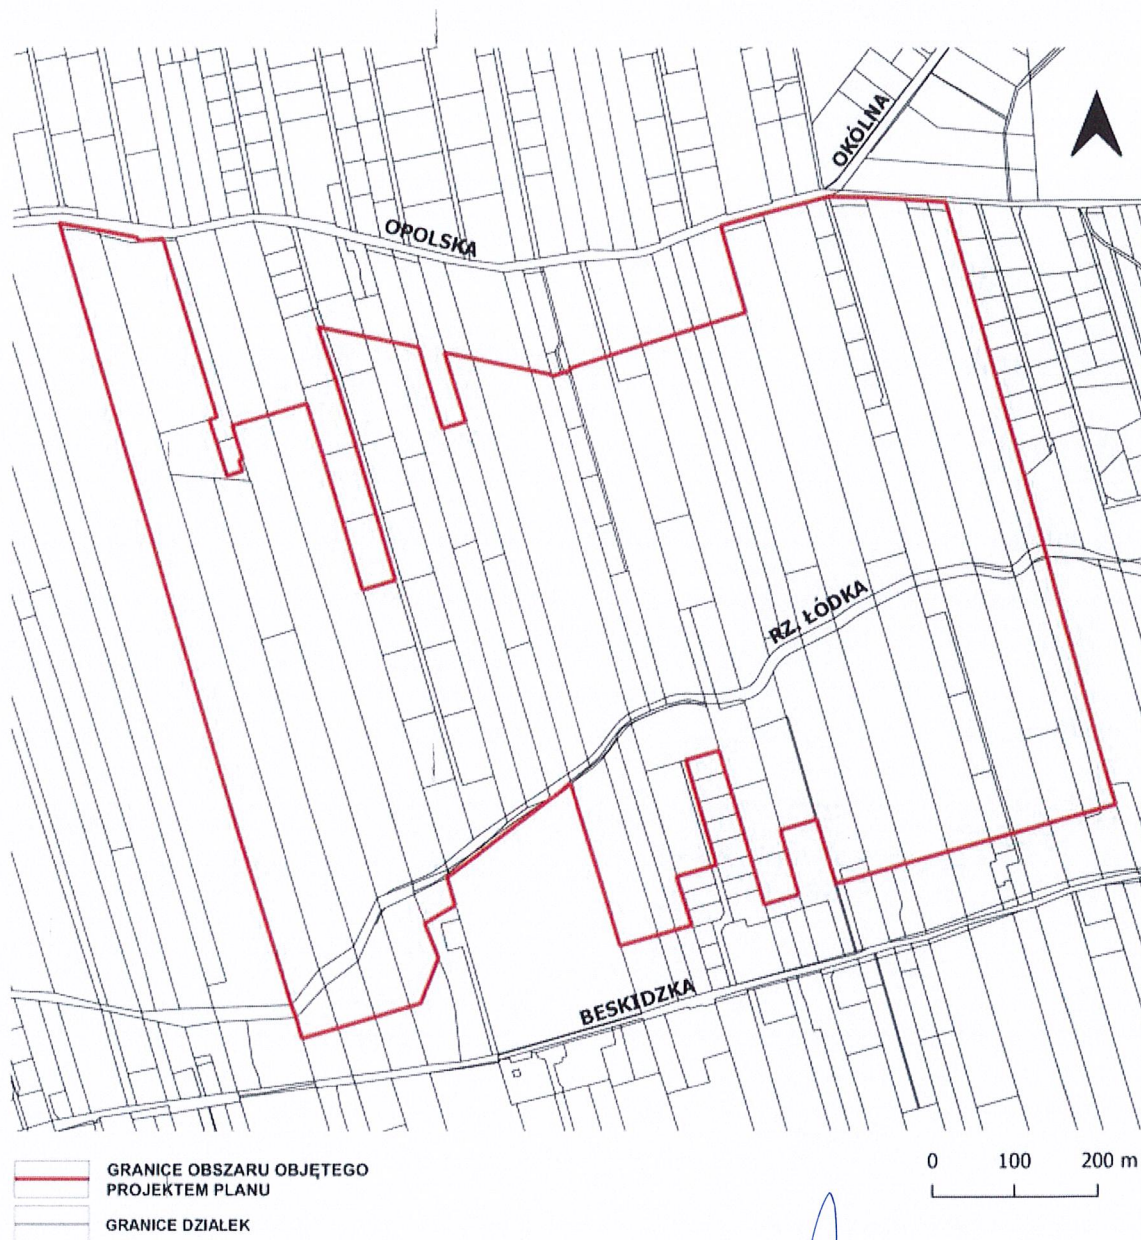 OKÓLNA
OPOLSKA
RZ. ŁÓDKA
BESKIDZKA
GRANICE OBSZARU OBJĘTEGO
PROJEKTEM PLANU
GRANICE DZIAŁEK
0 100 200 m